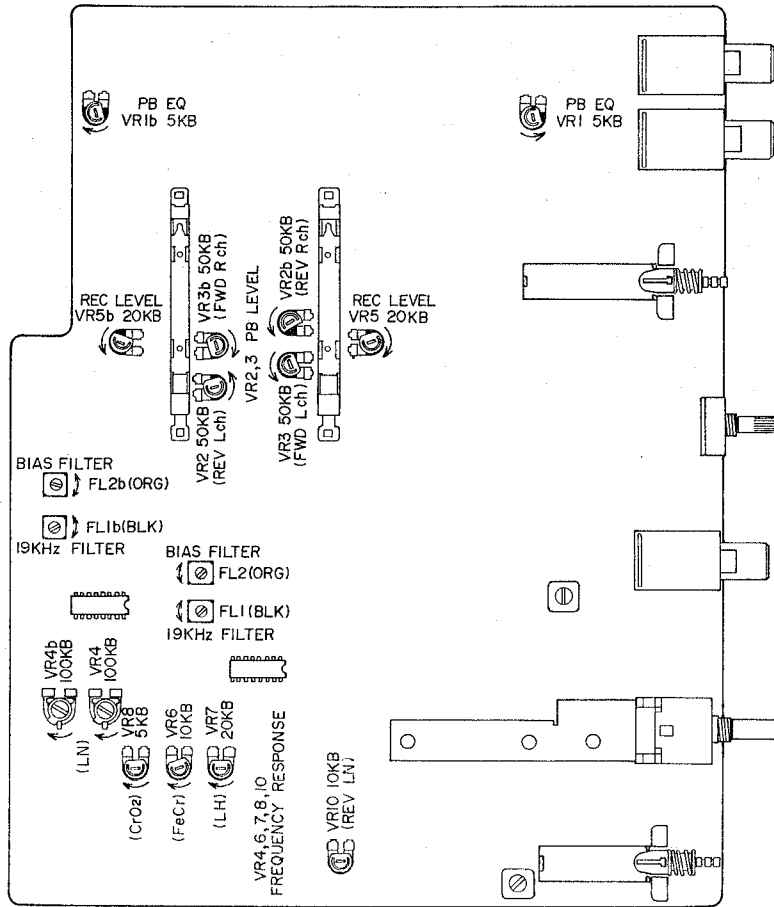 PB EQ
VR1b 5KB
PB EQ
VR1 5KB
REC LEVEL
VR5b 20KB
VR3b 50KB
(FWD Rch)
VR2,3 PB LEVEL
VR2b 50KB
(REV Rch)
REC LEVEL
VR5 20KB
VR2 50KB
(REV Lch)
VR3 50KB
(FWD Lch)
BIAS FILTER
FL2b(ORG)
FL1b(BLK)
19KHz FILTER
BIAS FILTER
FL2(ORG)
FL1(BLK)
19KHz FILTER
VR4b
100KB
VR4
100KB
(LN)
VR8
5KB
(CrO2)
VR6
10KB
(FeCr)
VR7
20KB
(LH)
VR4,6,7,8,10
FREQUENCY RESPONSE
VR10 10KB
(REV LN)